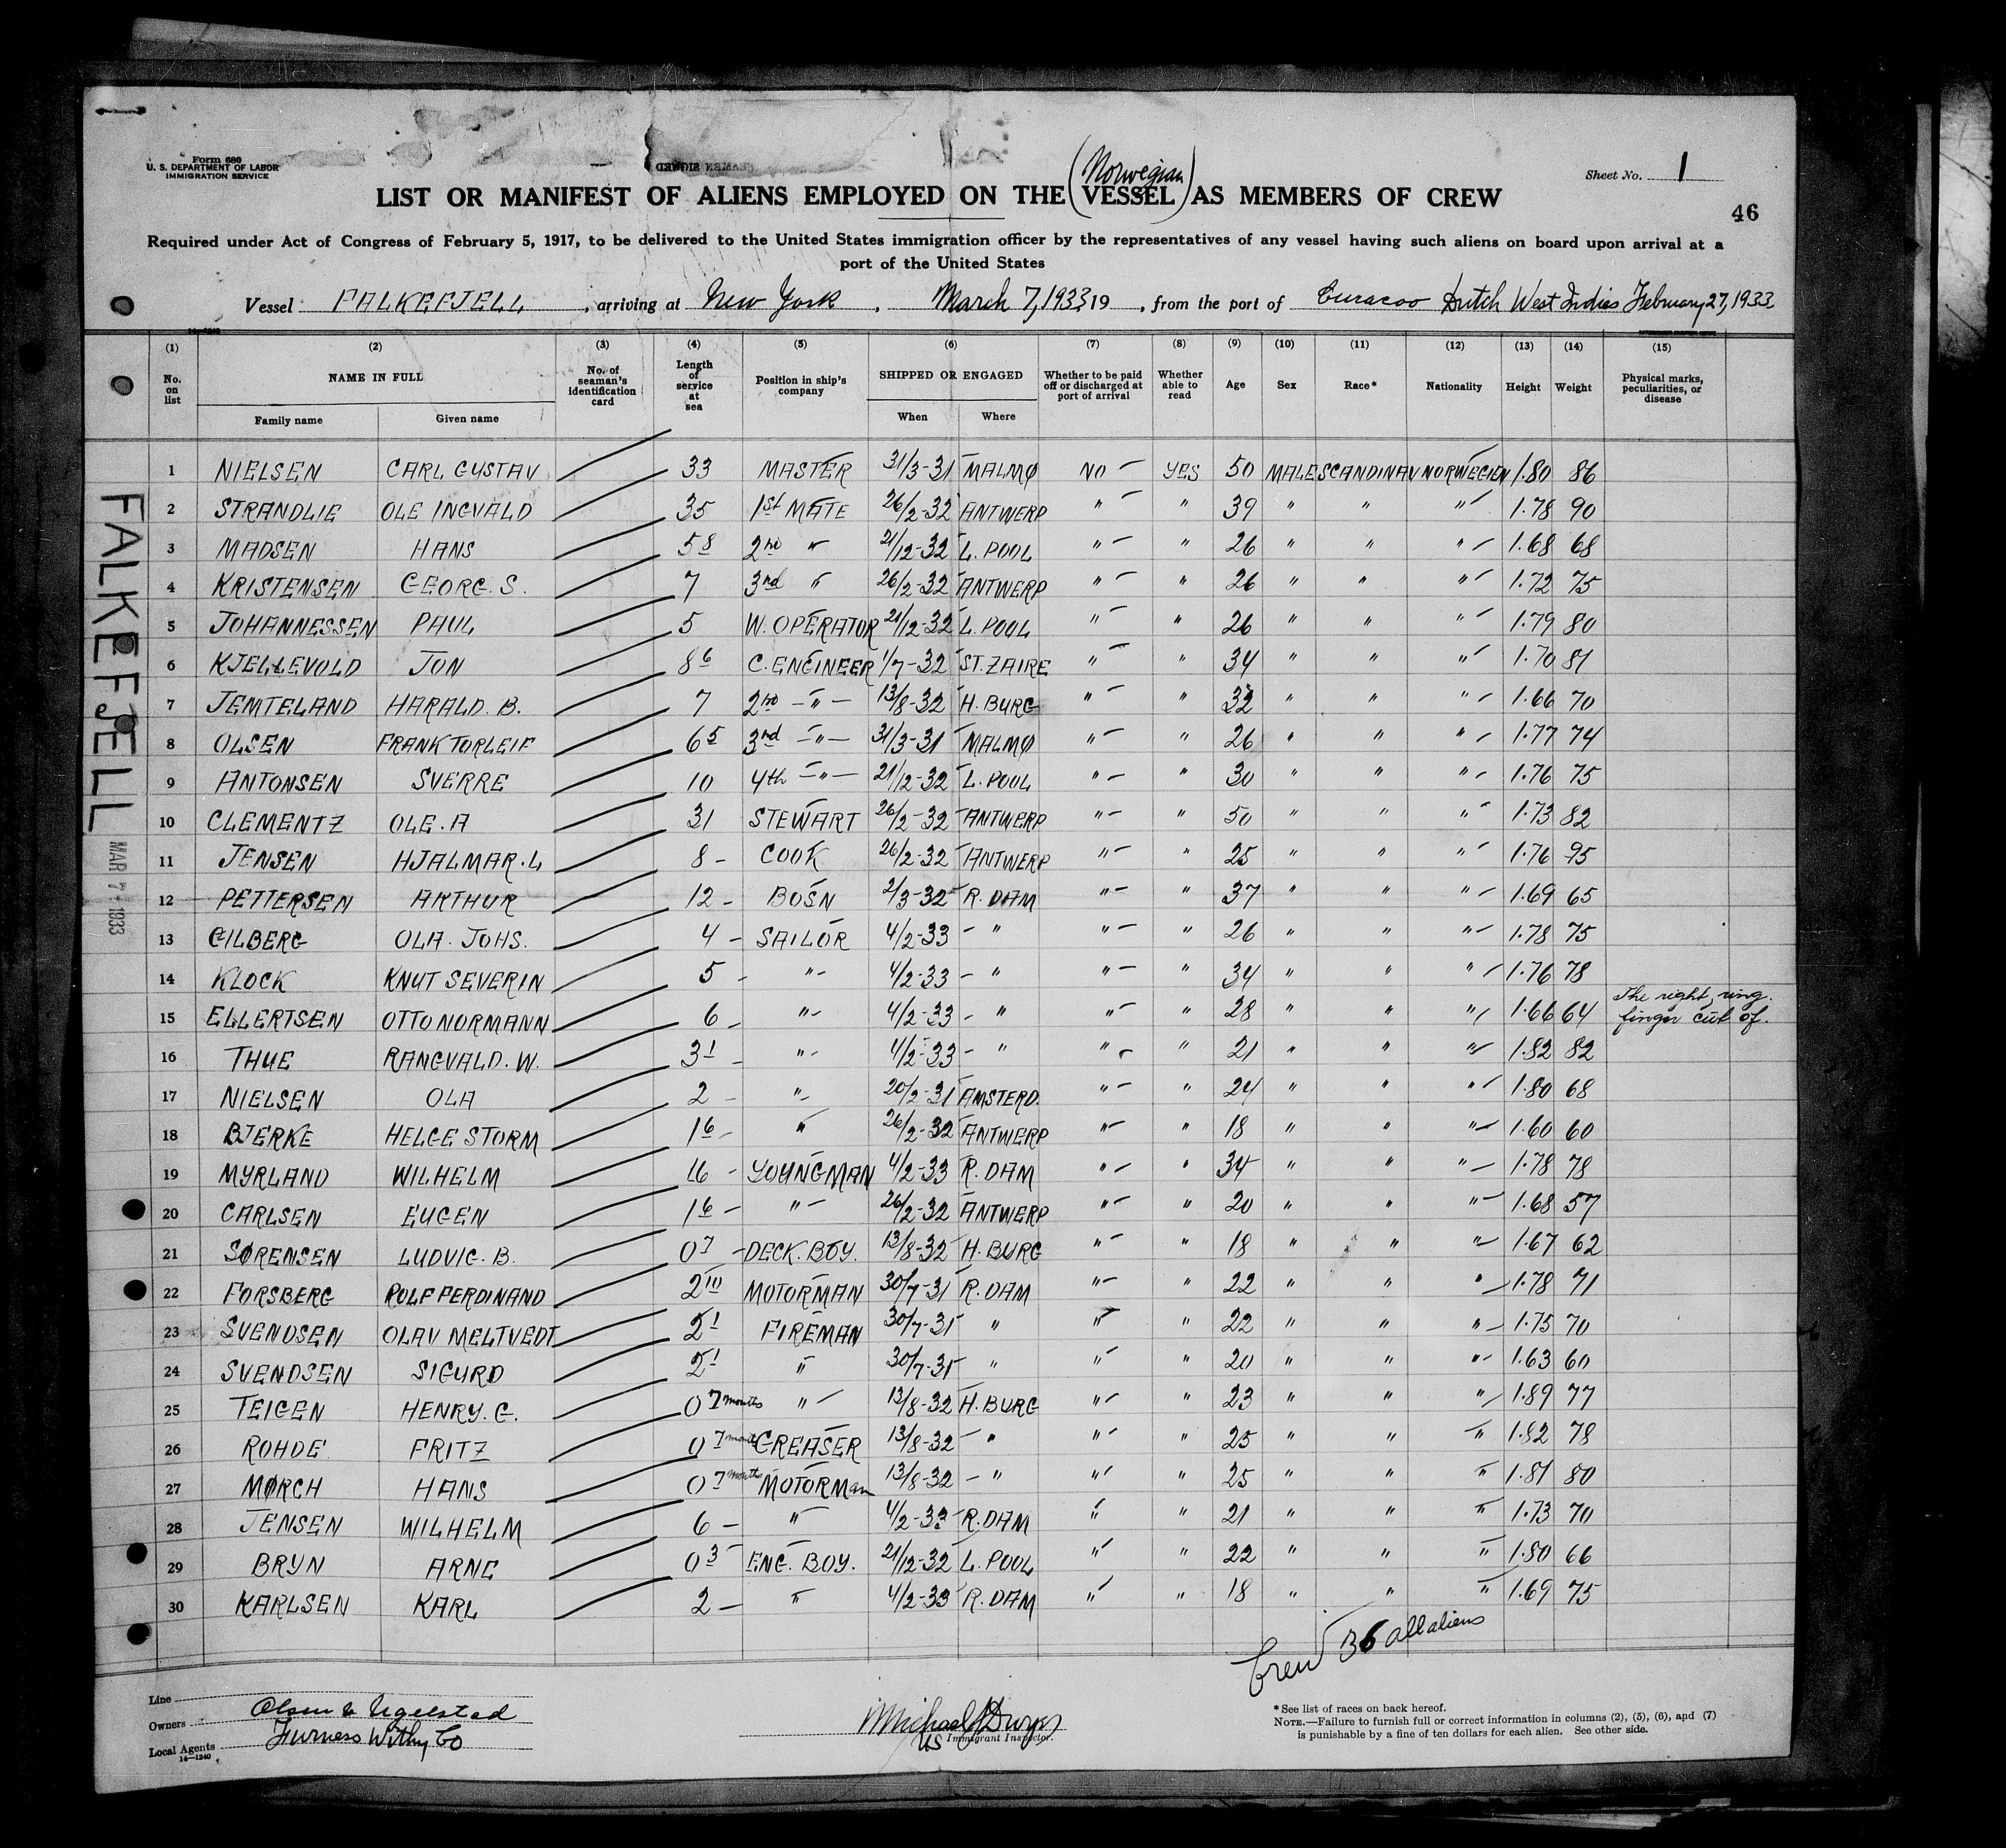 Form 686
U. S. DEPARTMENT OF LABOR
IMMIGRATION SERVICE
Sheet No. 1
46
(Norwegian)
LIST OR MANIFEST OF ALIENS EMPLOYED ON THE (VESSEL) AS MEMBERS OF CREW
Required under Act of Congress of February 5, 1917, to be delivered to the United States immigration officer by the representatives of any vessel having such aliens on board upon arrival at a
port of the United States
Vessel FALKEFJELL, arriving at New York, March 7, 1933 19 , from the port of Curacoo Dutch West Indies February 27, 1933
(1) (2) (3) (4) (5) (6) (7) (8) (9) (10) (11) (12) (13) (14) (15)
No. on list NAME IN FULL Family name Given name No. of seaman's identification card Length of service at sea Position in ship's company SHIPPED OR ENGAGED When Where Whether to be paid off or discharged at port of arrival Whether able to read Age Sex Race* Nationality Height Weight Physical marks, peculiarities, or disease
1 NIELSEN CARL GUSTAV 33 MASTER 31/3-31 MALMØ NO YES 50 MALE SCANDINAV NORWEGIEN 1.80 86
2 STRANDLIE OLE INGVALD 35 1st MATE 26/2-32 ANTWERP " " 39 " " " 1.78 90
3 MADSEN HANS 58 2nd " 21/12-32 L. POOL " " 26 " " " 1.68 68
4 KRISTENSEN GEORG. S. 7 3rd " 26/2-32 ANTWERP " " 26 " " " 1.72 75
5 JOHANNESSEN PAUL 5 W. OPERATOR 21/12-32 L. POOL " " 26 " " " 1.79 80
6 KJELLEVOLD JON 86 C. ENGINEER 1/7-32 ST. ZAIRE " " 34 " " " 1.70 81
7 JEMTELAND HARALD. B. 7 2nd -"- 13/8-32 H. BURG " " 32 " " " 1.66 70
8 OLSEN FRANK TORLEIF 65 3rd -"- 31/3-31 MALMØ " " 26 " " " 1.77 74
9 ANTONSEN SVERRE 10 4th -"- 21/12-32 L. POOL " " 30 " " " 1.76 75
10 CLEMENTZ OLE. A 31 STEWART 26/2-32 ANTWERP " " 50 " " " 1.73 82
11 JENSEN HJALMAR. L 8 - COOK 26/2-32 ANTWERP " " 25 " " " 1.76 95
12 PETTERSEN ARTHUR 12 - BOSN 2/3-32 R. DAM " " 37 " " " 1.69 65
13 GILBERG OLA. JOHS. 4 - SAILOR 4/2-33 - " " " 26 " " " 1.78 75
14 KLOCK KNUT SEVERIN 5 - " 4/2-33 - " " " 34 " " " 1.76 78
15 ELLERTSEN OTTO NORMANN 6 - " 4/2-33 - " " " 28 " " " 1.66 64 The right, ring. finger cut of.
16 THUE RANGVALD. W. 31 - " 4/2-33 - " " " 21 " " " 1.82 82
17 NIELSEN OLA 2 - " 20/2-31 AMSTERD. " " 24 " " " 1.80 68
18 BJERKE HELGE STORM 16 - " 26/2-32 ANTWERP " " 18 " " " 1.60 60
19 MYRLAND WILHELM 16 - YOUNGMAN 4/2-33 R. DAM " " 34 " " " 1.78 78
20 CARLSEN EUGEN 16 - " 26/2-32 ANTWERP " " 20 " " " 1.68 57
21 SØRENSEN LUDVIG. B. 07 - DECK. BOY. 13/8-32 H. BURG " " 18 " " " 1.67 62
22 FORSBERG ROLF FERDINAND 210 MOTORMAN 30/7-31 R. DAM " " 22 " " " 1.78 71
23 SVENDSEN OLAV MELTVEDT 21 FIREMAN 30/7-31 " " " 22 " " " 1.75 70
24 SVENDSEN SIGURD 21 " 30/7-31 " " " 20 " " " 1.63 60
25 TEIGEN HENRY. G. 07 months " 13/8-32 H. BURG " " 23 " " " 1.89 77
26 ROHDE FRITZ 07 months GREASER 13/8-32 - " " " 25 " " " 1.82 78
27 MØRCH HANS 07 months MOTORMan 13/8-32 - " " " 25 " " " 1.81 80
28 JENSEN WILHELM 6 - " 4/2-33 R. DAM " " 21 " " " 1.73 70
29 BRYN ARNE 03 ENG. BOY. 21/12-32 L. POOL " " 22 " " " 1.80 66
30 KARLSEN KARL 2 - " 4/2-33 R. DAM " " 18 " " " 1.69 75
FALKEFJELL
MAR 7 1933
Crew 36 all aliens
Line
Owners Olsen & Ugelstad
Local Agents Furness Withy Co
14-1240
Michael J Dwyer
US Immigrant Inspector.
* See list of races on back hereof.
NOTE.—Failure to furnish full or correct information in columns (2), (5), (6), and (7)
is punishable by a fine of ten dollars for each alien. See other side.